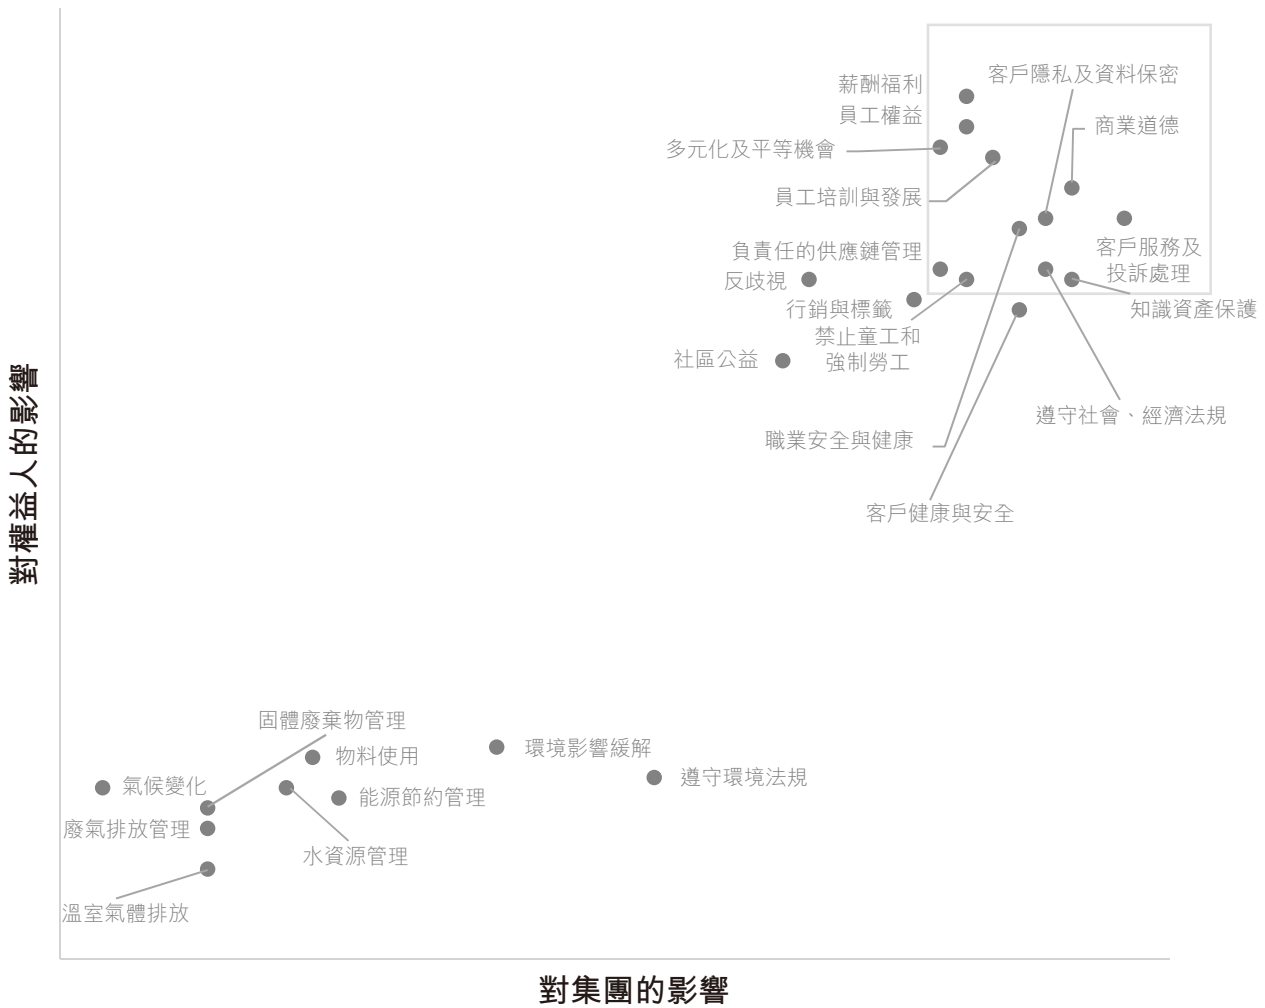 客戶隱私及資料保密
薪酬福利
員工權益
商業道德
多元化及平等機會
員工培訓與發展
負責任的供應鏈管理
客戶服務及
投訴處理
反歧視
行銷與標籤
知識資產保護
禁止童工和
強制勞工
社區公益
遵守社會、經濟法規
職業安全與健康
客戶健康與安全
對權益人的影響
固體廢棄物管理
物料使用
環境影響緩解
遵守環境法規
氣候變化
能源節約管理
廢氣排放管理
水資源管理
溫室氣體排放
對集團的影響